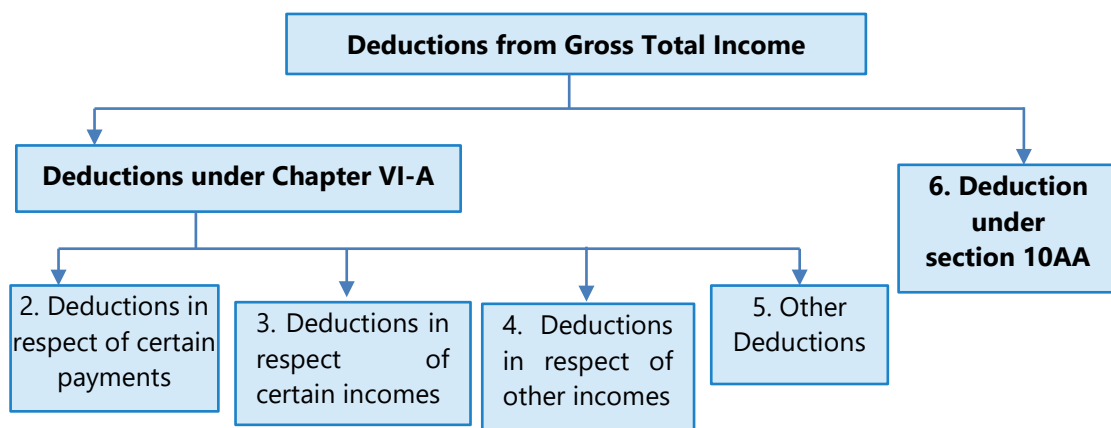 Deductions from Gross Total Income
Deductions under Chapter VI-A
6. Deduction
under
section 10AA
2. Deductions in
respect of certain
payments
3. Deductions in
respect of
certain incomes
4. Deductions
in respect of
other incomes
5. Other
Deductions